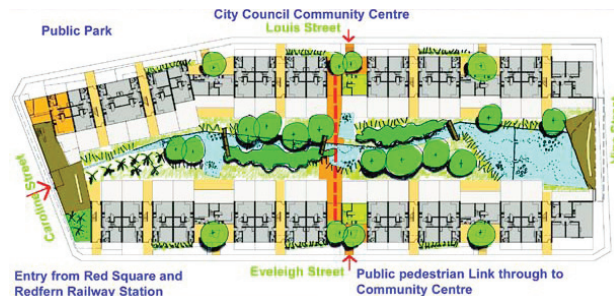 City Council Community Centre
Public Park
Louis Street
Caroline Street
Eveleigh Street
Entry from Red Square and
Redfern Railway Station
Public pedestrian Link through to
Community Centre